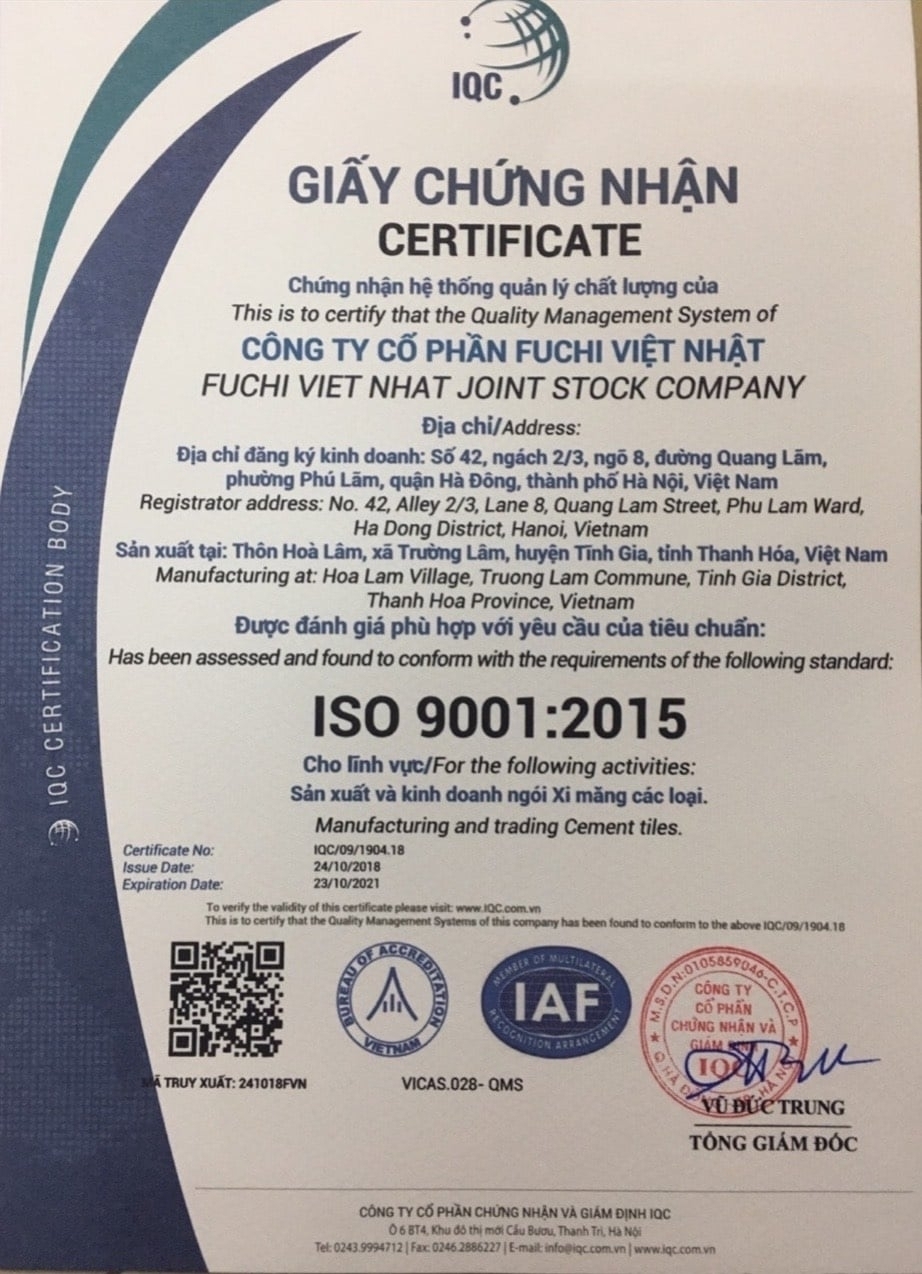 IQC
GIẤY CHỨNG NHẬN
CERTIFICATE
Chứng nhận hệ thống quản lý chất lượng của
This is to certify that the Quality Management System of
CÔNG TY CỔ PHẦN FUCHI VIỆT NHẬT
FUCHI VIET NHAT JOINT STOCK COMPANY
Địa chỉ/Address:
Địa chỉ đăng ký kinh doanh: Số 42, ngách 2/3, ngõ 8, đường Quang Lãm,
phường Phú Lãm, quận Hà Đông, thành phố Hà Nội, Việt Nam
Registrator address: No. 42, Alley 2/3, Lane 8, Quang Lam Street, Phu Lam Ward,
Ha Dong District, Hanoi, Vietnam
Sản xuất tại: Thôn Hoà Lâm, xã Trường Lâm, huyện Tĩnh Gia, tỉnh Thanh Hóa, Việt Nam
Manufacturing at: Hoa Lam Village, Truong Lam Commune, Tinh Gia District,
Thanh Hoa Province, Vietnam
Được đánh giá phù hợp với yêu cầu của tiêu chuẩn:
Has been assessed and found to conform with the requirements of the following standard:
ISO 9001:2015
Cho lĩnh vực/For the following activities:
Sản xuất và kinh doanh ngói Xi măng các loại.
Manufacturing and trading Cement tiles.
Certificate No: IQC/09/1904.18
Issue Date: 24/10/2018
Expiration Date: 23/10/2021
To verify the validity of this certificate please visit: www.IQC.com.vn
This is to certify that the Quality Management Systems of this company has been found to conform to the above IQC/09/1904.18
IQC CERTIFICATION BODY
BUREAU OF ACCREDITATION
VIETNAM
MEMBER OF MULTILATERAL
IAF
RECOGNITION ARRANGEMENT
M.S.D.N:0105859046-C.T.C.P
CÔNG TY
CỔ PHẦN
CHỨNG NHẬN VÀ
GIÁM ĐỊNH
IQC
MÃ TRUY XUẤT: 241018FVN
VICAS.028- QMS
VŨ ĐỨC TRUNG
TỔNG GIÁM ĐỐC
CÔNG TY CỔ PHẦN CHỨNG NHẬN VÀ GIÁM ĐỊNH IQC
Ô 6 BT4, Khu đô thị mới Cầu Bươu, Thanh Trì, Hà Nội
Tel: 0243.9994712 | Fax: 0246.2886227 | E-mail: info@iqc.com.vn | www.iqc.com.vn